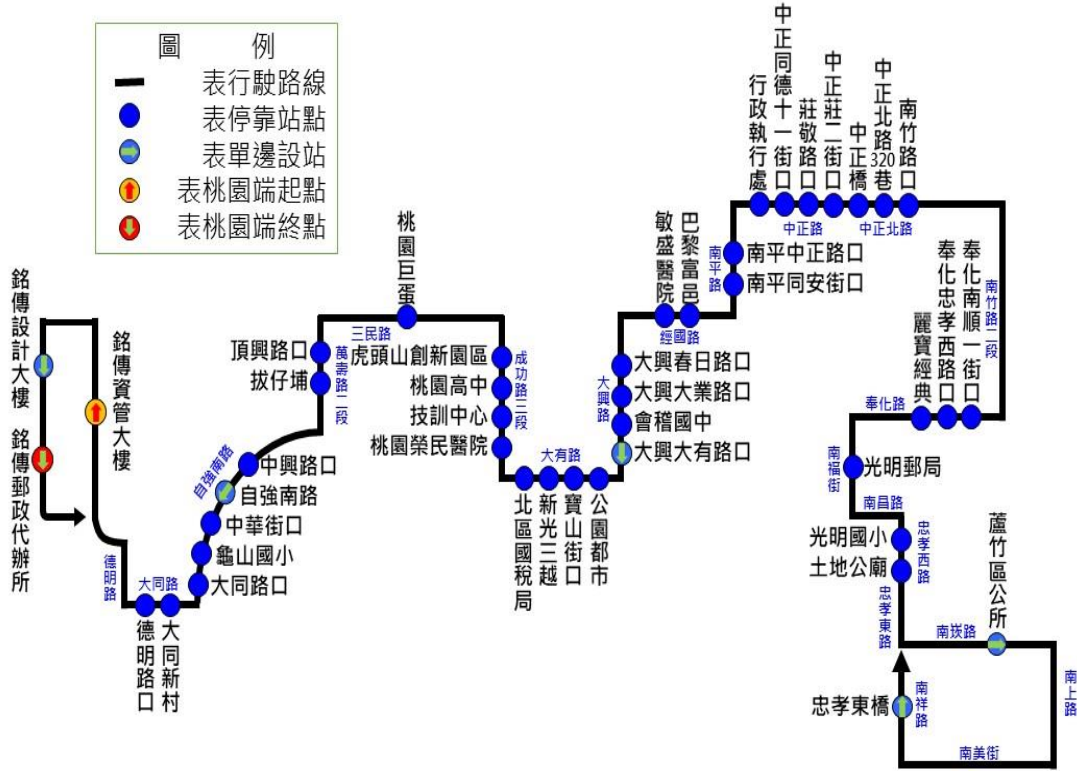 圖 例
表行駛路線
表停靠站點
表單邊設站
表桃園端起點
表桃園端終點
銘傳設計大樓
銘傳郵政代辦所
銘傳資管大樓
德明路
大同路
德明路口
大同新村
大同路口
龜山國小
中華街口
自強南路
中興路口
自強南路
拔仔埔
頂興路口
萬壽路二段
三民路
桃園巨蛋
虎頭山創新園區
桃園高中
技訓中心
桃園榮民醫院
成功路三段
大有路
北區國稅局
新光三越
寶山街口
公園都市
大興路
大興春日路口
大興大業路口
會稽國中
大興大有路口
敏盛醫院
巴黎富邑
經國路
南平路
南平中正路口
南平同安街口
行政執行處
中正同德十一街口
莊敬路口
中正莊二街口
中正橋
中正北路320巷
南竹路口
中正路
中正北路
南竹路二段
奉化南順一街口
奉化忠孝西路口
麗寶經典
奉化路
南福街
光明郵局
南昌路
光明國小
土地公廟
忠孝西路
忠孝東路
南崁路
蘆竹區公所
南上路
南美街
南祥路
忠孝東橋